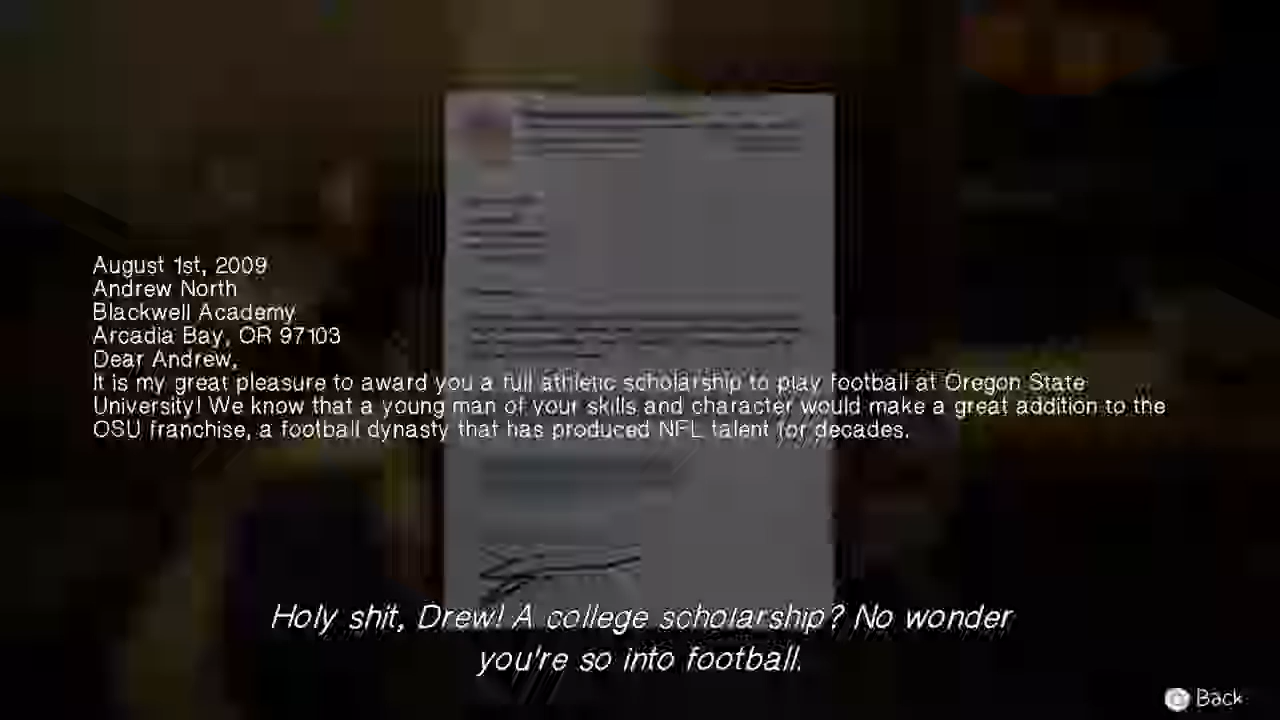 August 1st, 2009
Andrew North
Blackwell Academy
Arcadia Bay, OR 97103
Dear Andrew,
It is my great pleasure to award you a full athletic scholarship to play football at Oregon State
University! We know that a young man of your skills and character would make a great addition to the
OSU franchise, a football dynasty that has produced NFL talent for decades.
Holy shit, Drew! A college scholarship? No wonder
you're so into football.
Back